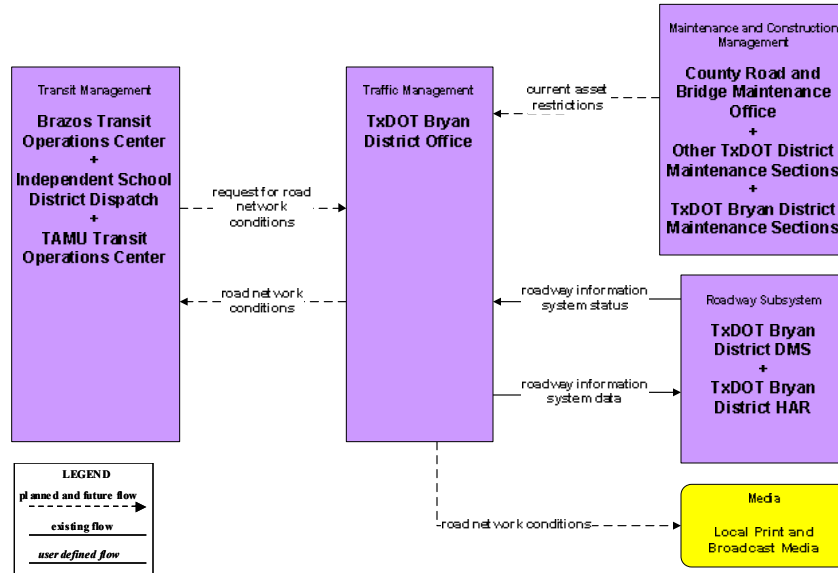 Transit Management
Brazos Transit
Operations Center
+
Independent School
District Dispatch
+
TAMU Transit
Operations Center
request for road
network
conditions
road network
conditions
Traffic Management
TxDOT Bryan
District Office
current asset
restrictions
Maintenance and Construction
Management
County Road and
Bridge Maintenance
Office
+
Other TxDOT District
Maintenance Sections
+
TxDOT Bryan District
Maintenance Sections
roadway information
system status
roadway information
system data
Roadway Subsystem
TxDOT Bryan
District DMS
+
TxDOT Bryan
District HAR
road network conditions
Media
Local Print and
Broadcast Media
LEGEND
planned and future flow
existing flow
user defined flow